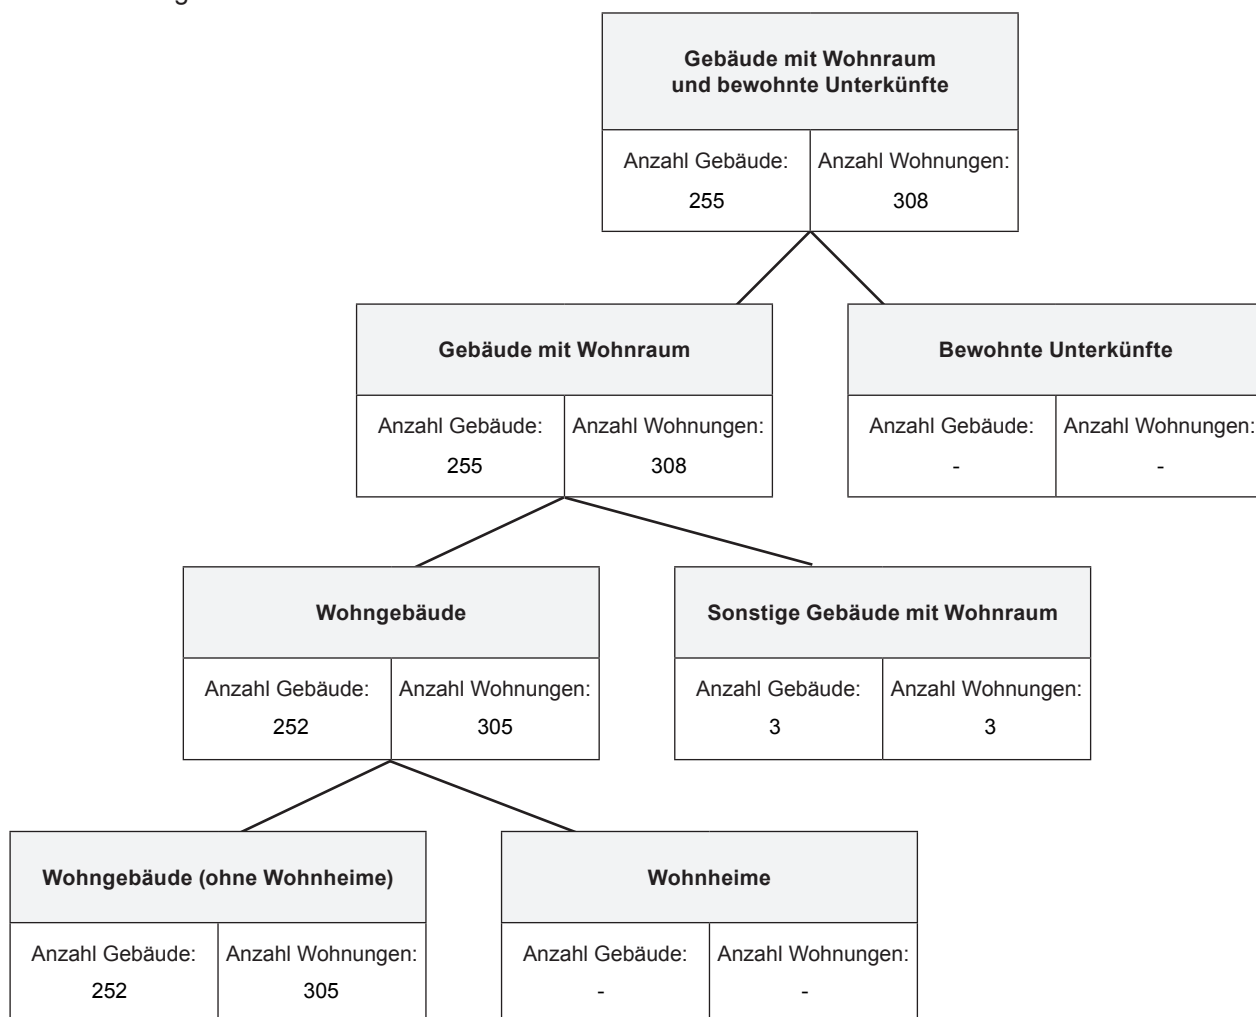 Gebäude mit Wohnraum
und bewohnte Unterkünfte
Anzahl Gebäude: Anzahl Wohnungen:
255 308
Gebäude mit Wohnraum
Bewohnte Unterkünfte
Anzahl Gebäude: Anzahl Wohnungen:
255 308
Anzahl Gebäude: Anzahl Wohnungen:
- -
Wohngebäude
Sonstige Gebäude mit Wohnraum
Anzahl Gebäude: Anzahl Wohnungen:
252 305
Anzahl Gebäude: Anzahl Wohnungen:
3 3
Wohngebäude (ohne Wohnheime)
Wohnheime
Anzahl Gebäude: Anzahl Wohnungen:
252 305
Anzahl Gebäude: Anzahl Wohnungen:
- -